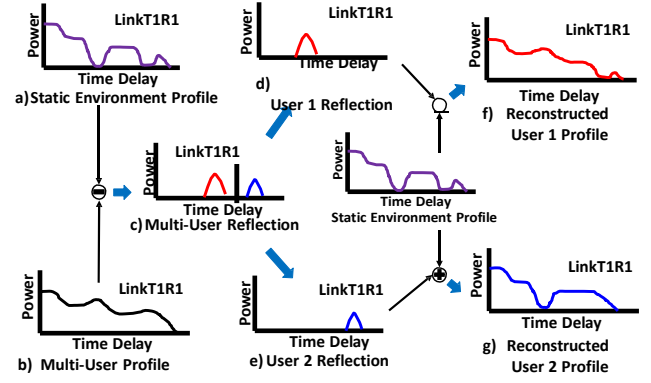 Power
LinkT1R1
Time Delay
a) Static Environment Profile
Power
LinkT1R1
Time Delay
b) Multi-User Profile
Power
LinkT1R1
Time Delay
c) Multi-User Reflection
Power
LinkT1R1
Time Delay
d)
User 1 Reflection
Power
LinkT1R1
Time Delay
e) User 2 Reflection
Power
LinkT1R1
Time Delay
Static Environment Profile
Power
LinkT1R1
Time Delay
f) Reconstructed
User 1 Profile
Power
LinkT1R1
Time Delay
g) Reconstructed
User 2 Profile